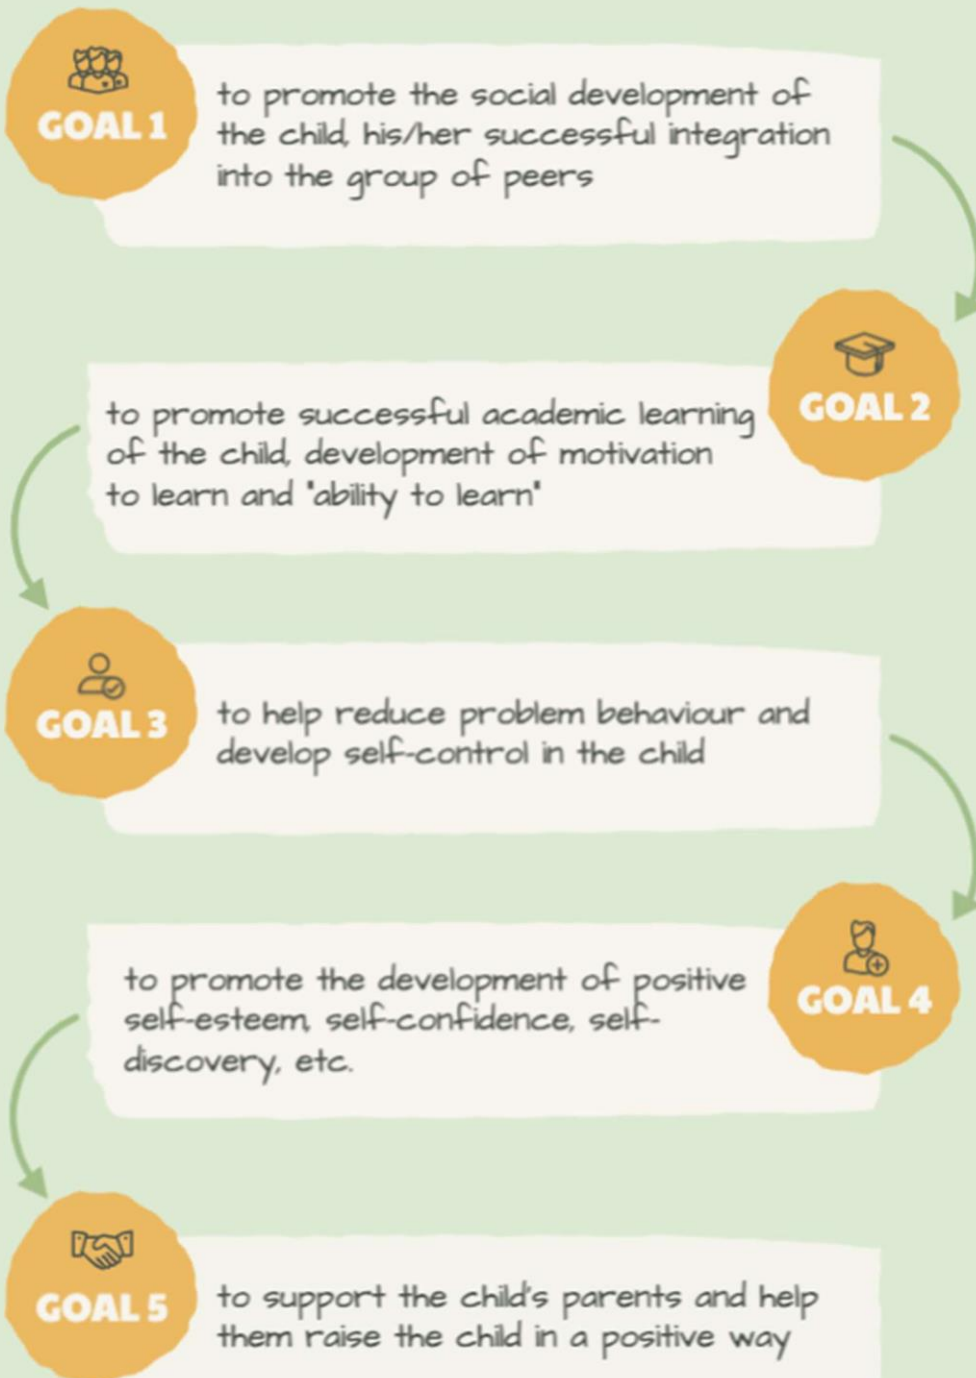 GOAL 1
to promote the social development of
the child, his/her successful integration
into the group of peers
GOAL 2
to promote successful academic learning
of the child, development of motivation
to learn and "ability to learn"
GOAL 3
to help reduce problem behaviour and
develop self-control in the child
GOAL 4
to promote the development of positive
self-esteem, self-confidence, self-
discovery, etc.
GOAL 5
to support the child's parents and help
them raise the child in a positive way